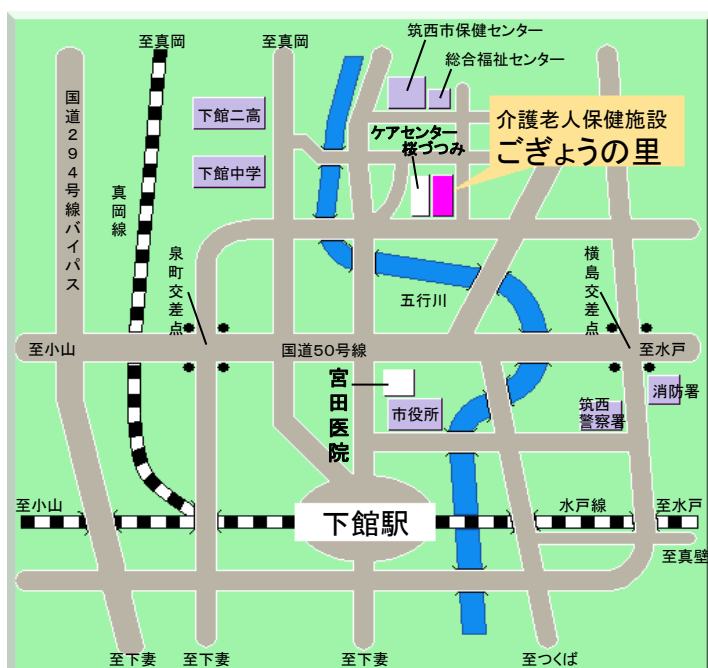 筑西市保健センター
至真岡
至真岡
総合福祉センター
国道294号線バイパス
下館二高
ケアセンター
桜づつみ
介護老人保健施設
ごぎょうの里
下館中学
真岡線
泉町交差点
横島交差点
五行川
至小山
国道50号線
至水戸
宮田医院
消防署
市役所
筑西
警察署
至小山
水戸線
至水戸
下館駅
至真壁
至下妻
至下妻
至下妻
至つくば